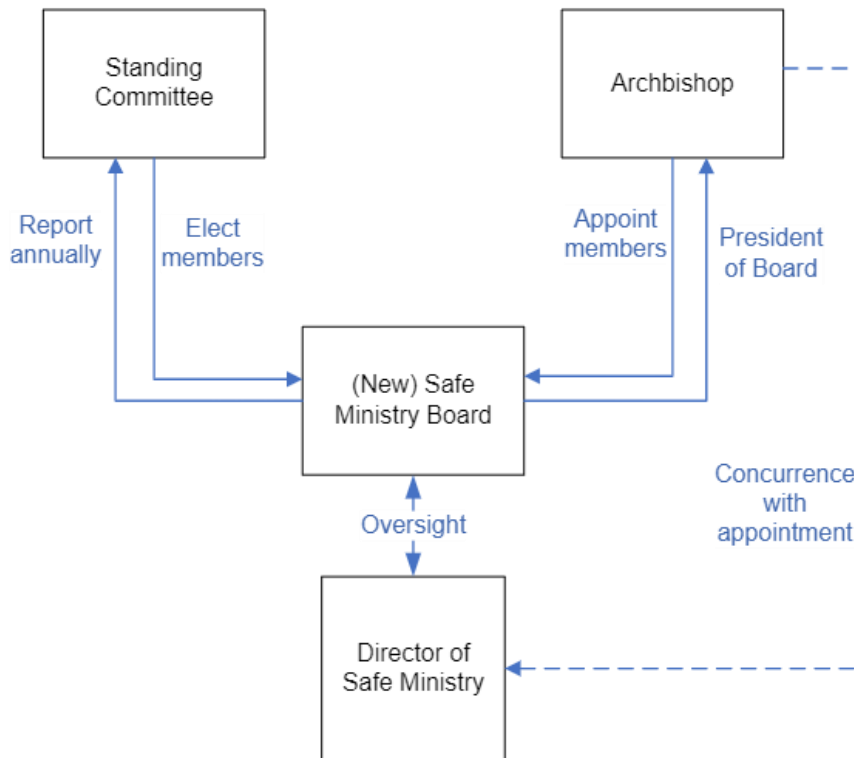 Standing
Committee
Archbishop
Report
annually
Elect
members
Appoint
members
President
of Board
(New) Safe
Ministry Board
Concurrence
with
appointment
Oversight
Director of
Safe Ministry